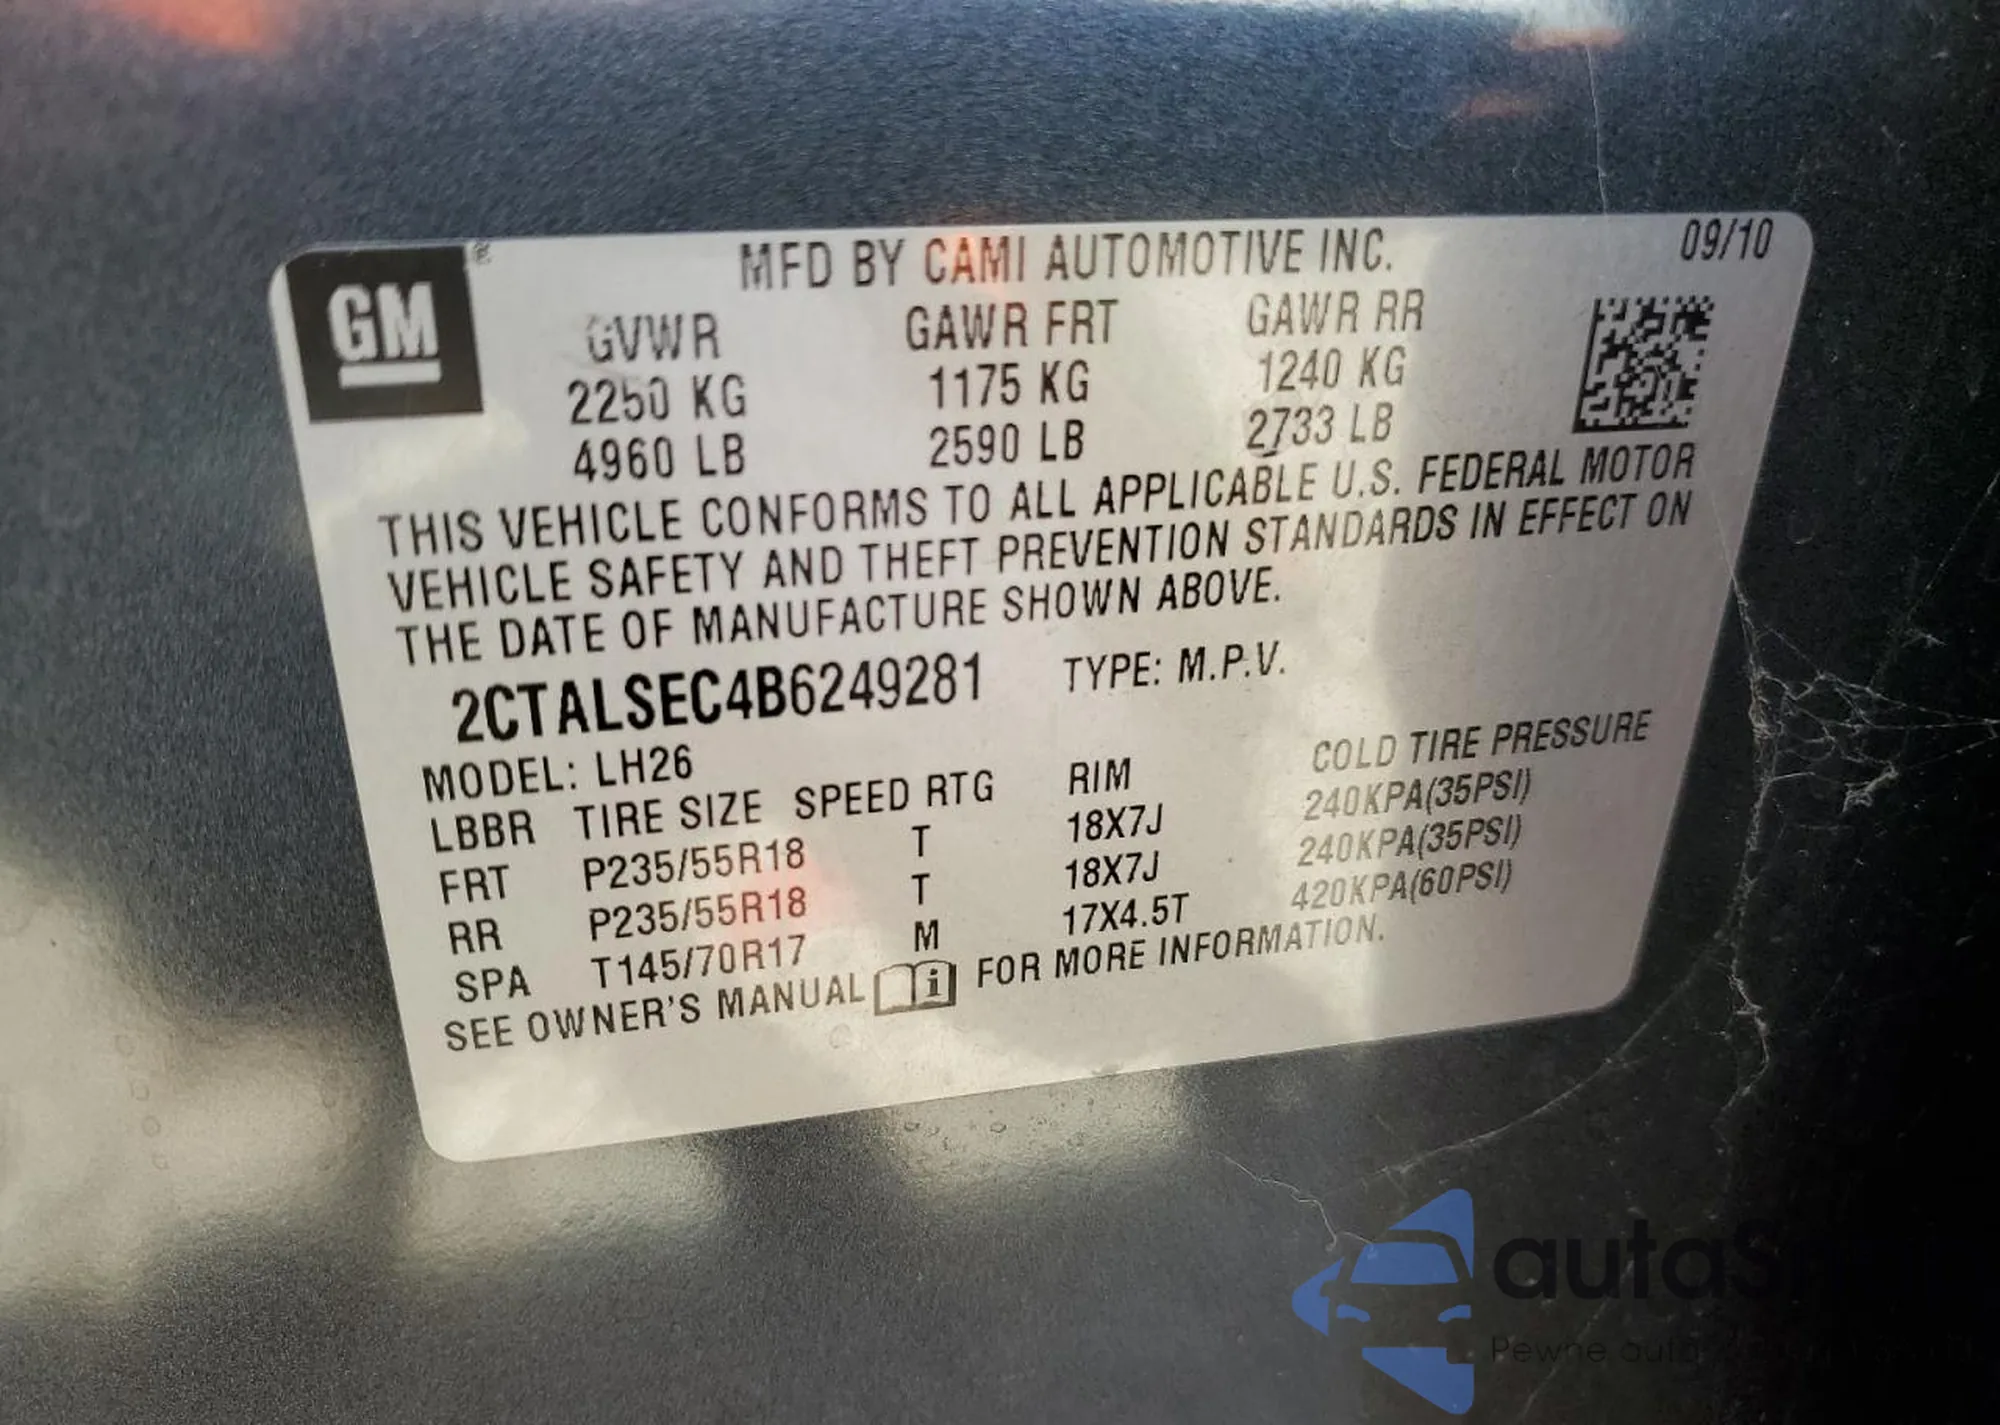 GM®
MFD BY CAMI AUTOMOTIVE INC. 09/10
GVWR GAWR FRT GAWR RR
2250 KG 1175 KG 1240 KG
4960 LB 2590 LB 2733 LB
THIS VEHICLE CONFORMS TO ALL APPLICABLE U.S. FEDERAL MOTOR
VEHICLE SAFETY AND THEFT PREVENTION STANDARDS IN EFFECT ON
THE DATE OF MANUFACTURE SHOWN ABOVE.
2CTALSEC4B6249281 TYPE: M.P.V.
MODEL: LH26
LBBR TIRE SIZE SPEED RTG RIM COLD TIRE PRESSURE
FRT P235/55R18 T 18X7J 240KPA(35PSI)
RR P235/55R18 T 18X7J 240KPA(35PSI)
SPA T145/70R17 M 17X4.5T 420KPA(60PSI)
SEE OWNER'S MANUAL i FOR MORE INFORMATION.
Pewne auta